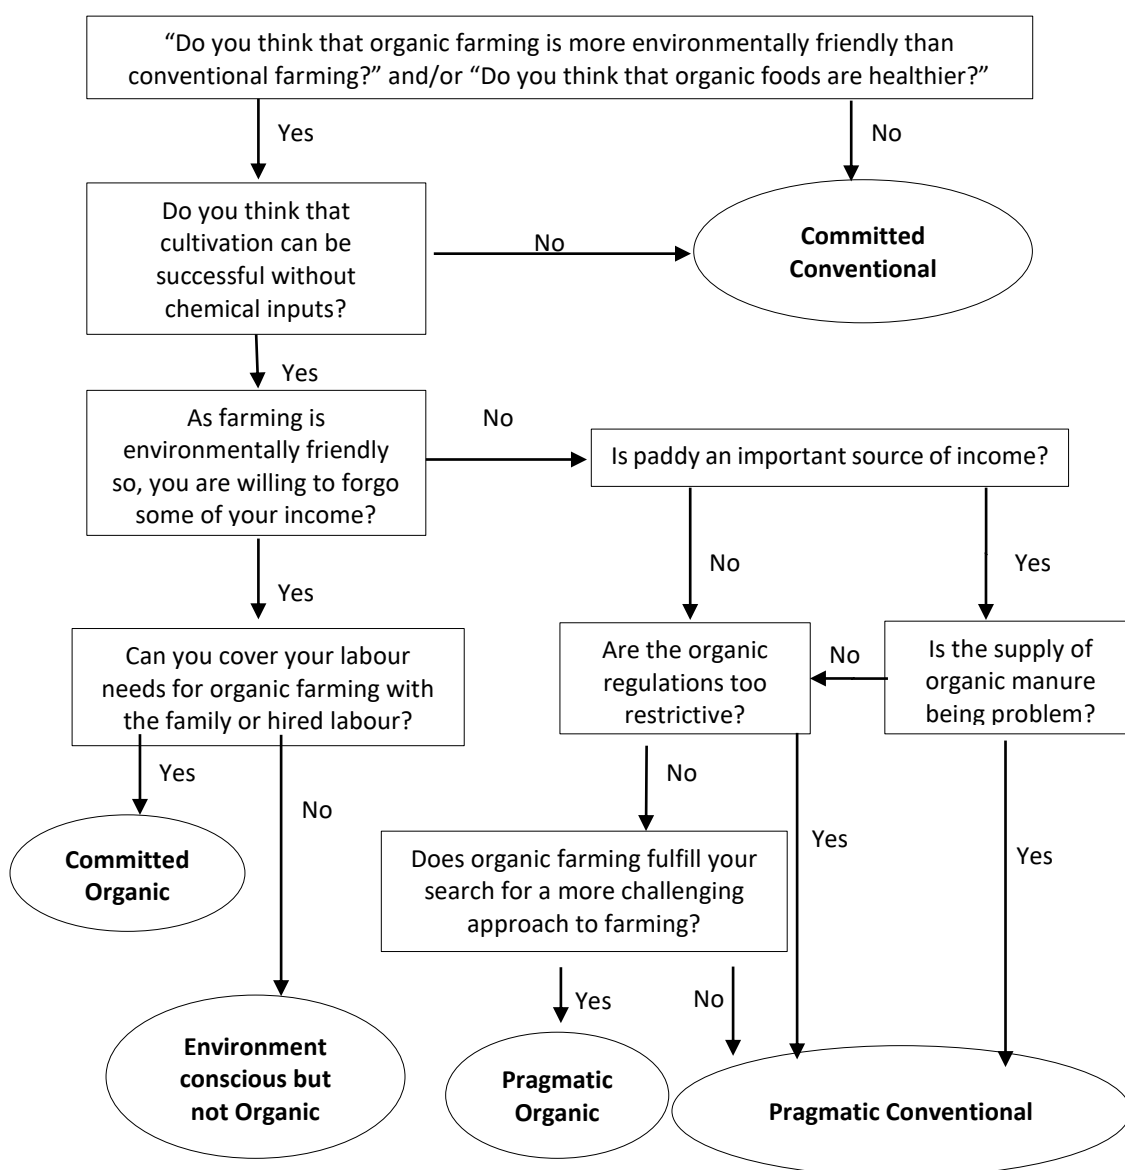 “Do you think that organic farming is more environmentally friendly than
conventional farming?” and/or “Do you think that organic foods are healthier?”
Yes
No
Do you think that
cultivation can be
successful without
chemical inputs?
No
Committed
Conventional
Yes
As farming is
environmentally friendly
so, you are willing to forgo
some of your income?
No
Is paddy an important source of income?
No
Yes
Yes
Can you cover your labour
needs for organic farming with
the family or hired labour?
Are the organic
regulations too
restrictive?
No
Is the supply of
organic manure
being problem?
Yes
No
No
Yes
Yes
Committed
Organic
Does organic farming fulfill your
search for a more challenging
approach to farming?
Yes
No
Environment
conscious but
not Organic
Pragmatic
Organic
Pragmatic Conventional